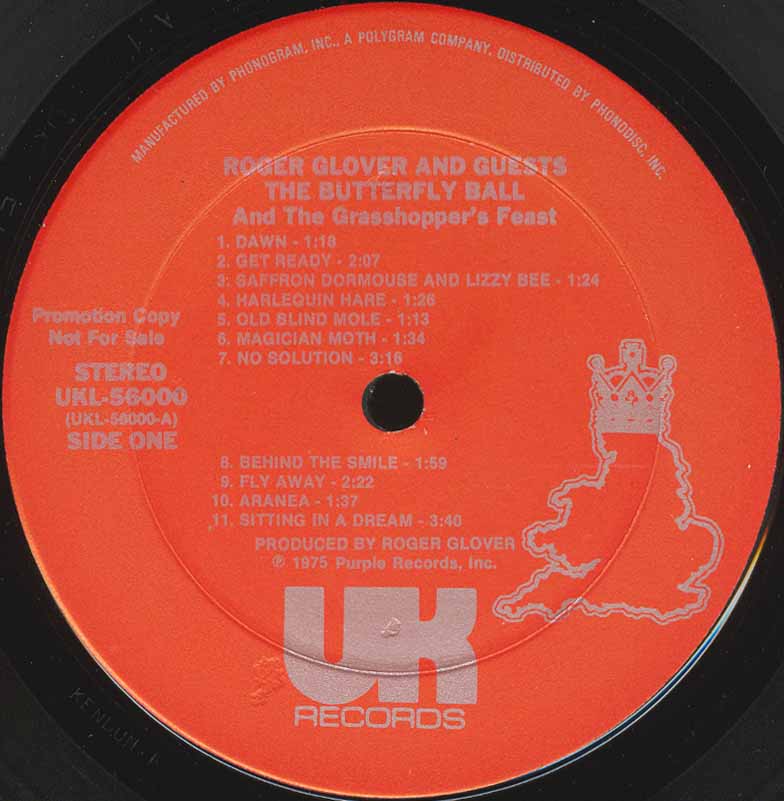 MANUFACTURED BY PHONOGRAM, INC., A POLYGRAM COMPANY. DISTRIBUTED BY PHONODISC, INC.
ROGER GLOVER AND GUESTS
THE BUTTERFLY BALL
And The Grasshopper's Feast
1. DAWN - 1:18
2. GET READY - 2:07
3: SAFFRON DORMOUSE AND LIZZY BEE - 1:24
4. HARLEQUIN HARE - 1:26
5. OLD BLIND MOLE - 1:13
6. MAGICIAN MOTH - 1:34
7. NO SOLUTION - 3:16
Promotion Copy
Not For Sale
STEREO
UKL-56000
(UKL-56000-A)
SIDE ONE
8. BEHIND THE SMILE - 1:59
9. FLY AWAY - 2:22
10. ARANEA - 1:37
11. SITTING IN A DREAM - 3:40
PRODUCED BY ROGER GLOVER
℗ 1975 Purple Records, Inc.
UK
RECORDS